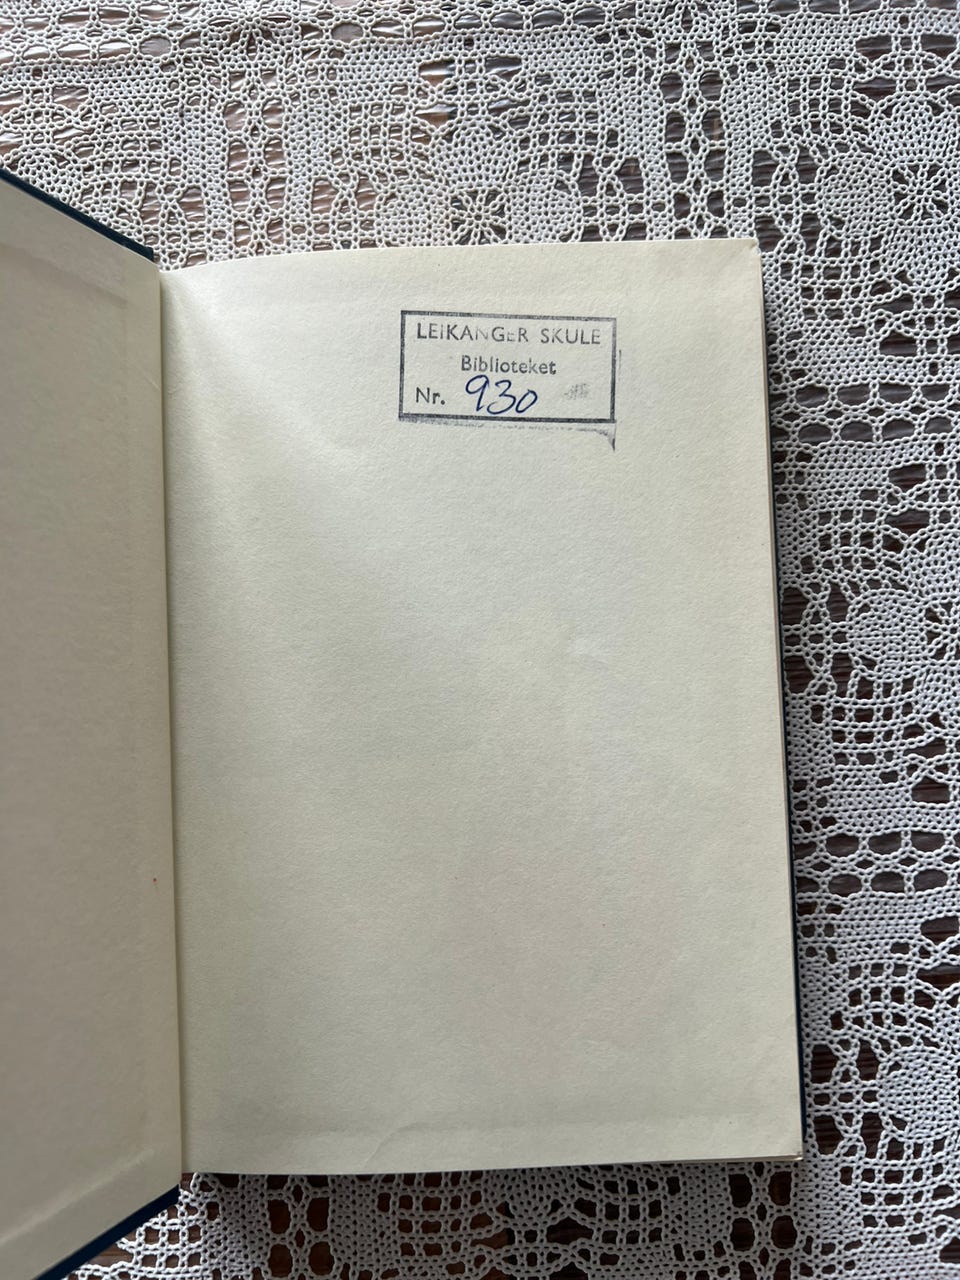 LEIKANGER SKULE
Biblioteket
Nr. 930